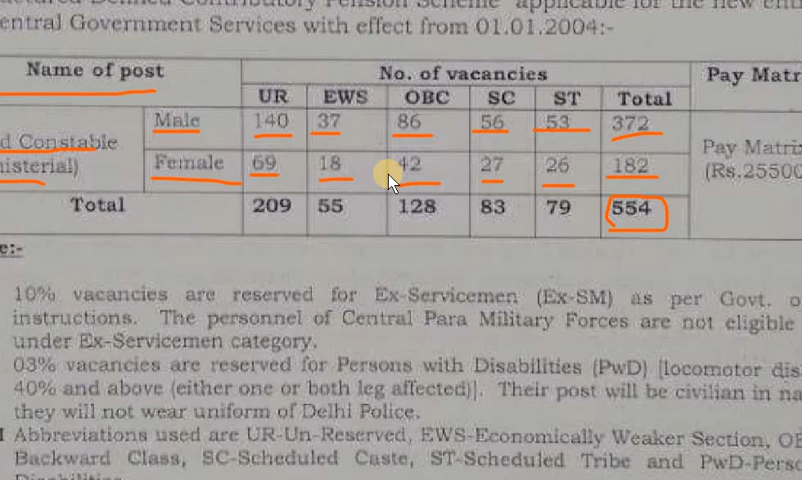 entral Government Services with effect from 01.01.2004:-
Name of post No. of vacancies Pay Matr
UR EWS OBC SC ST Total
d Constable Male 140 37 86 56 53 372 Pay Matrix
isterial) Female 69 18 42 27 26 182 (Rs.25500
Total 209 55 128 83 79 554
e:-
10% vacancies are reserved for Ex-Servicemen (Ex-SM) as per Govt. o
instructions. The personnel of Central Para Military Forces are not eligible
under Ex-Servicemen category.
03% vacancies are reserved for Persons with Disabilities (PwD) [locomotor dis
40% and above (either one or both leg affected)]. Their post will be civilian in na
they will not wear uniform of Delhi Police.
I Abbreviations used are UR-Un-Reserved, EWS-Economically Weaker Section, OB
Backward Class, SC-Scheduled Caste, ST-Scheduled Tribe and PwD-Perso